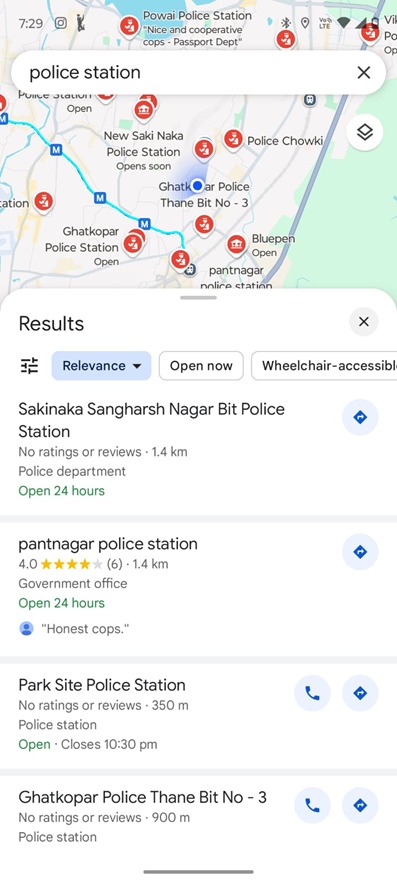 7:29
Vo))
LTE
Powai Police Station
"Nice and cooperative
cops - Passport Dept"
police station
Police Station
Open
New Saki Naka
Police Station
Opens soon
Police Chowki
Ghatkopar Police
Thane Bit No - 3
Ghatkopar
Police Station
Open
Bluepen
Open
pantnagar
police station
M
M
M
M
Results
Relevance
Open now
Wheelchair-accessible
Sakinaka Sangharsh Nagar Bit Police
Station
No ratings or reviews · 1.4 km
Police department
Open 24 hours
pantnagar police station
4.0 ★★★★★ (6) · 1.4 km
Government office
Open 24 hours
"Honest cops."
Park Site Police Station
No ratings or reviews · 350 m
Police station
Open · Closes 10:30 pm
Ghatkopar Police Thane Bit No - 3
No ratings or reviews · 900 m
Police station